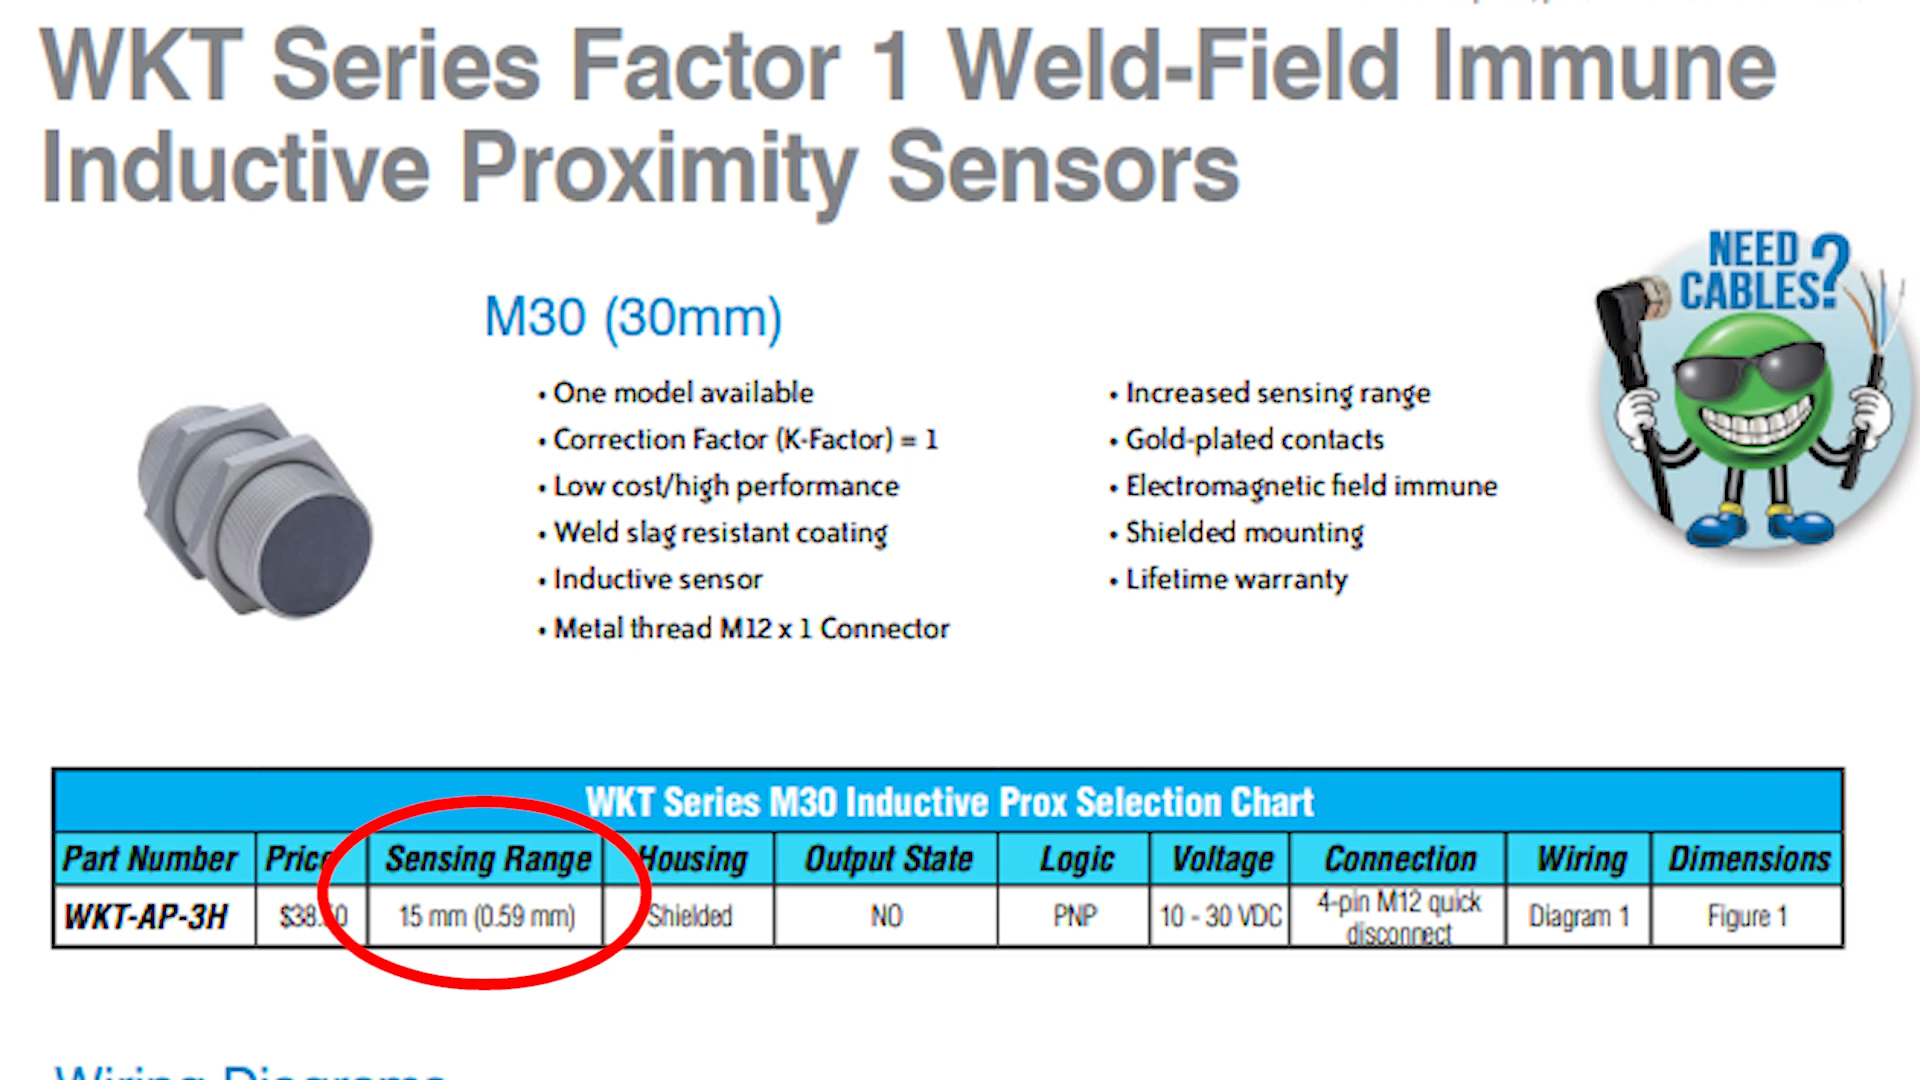 WKT Series Factor 1 Weld-Field Immune
Inductive Proximity Sensors
NEED
CABLES?
M30 (30mm)
• One model available
• Correction Factor (K-Factor) = 1
• Low cost/high performance
• Weld slag resistant coating
• Inductive sensor
• Metal thread M12 x 1 Connector
• Increased sensing range
• Gold-plated contacts
• Electromagnetic field immune
• Shielded mounting
• Lifetime warranty
WKT Series M30 Inductive Prox Selection Chart
Part Number Price Sensing Range Housing Output State Logic Voltage Connection Wiring Dimensions
WKT-AP-3H 15 mm (0.59 mm) Shielded NO PNP 10 - 30 VDC 4-pin M12 quick disconnect Diagram 1 Figure 1
Wiring Diagrams